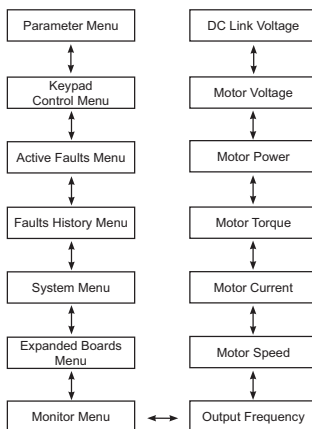 Parameter Menu
Keypad
Control Menu
Active Faults Menu
Faults History Menu
System Menu
Expanded Boards
Menu
Monitor Menu
DC Link Voltage
Motor Voltage
Motor Power
Motor Torque
Motor Current
Motor Speed
Output Frequency